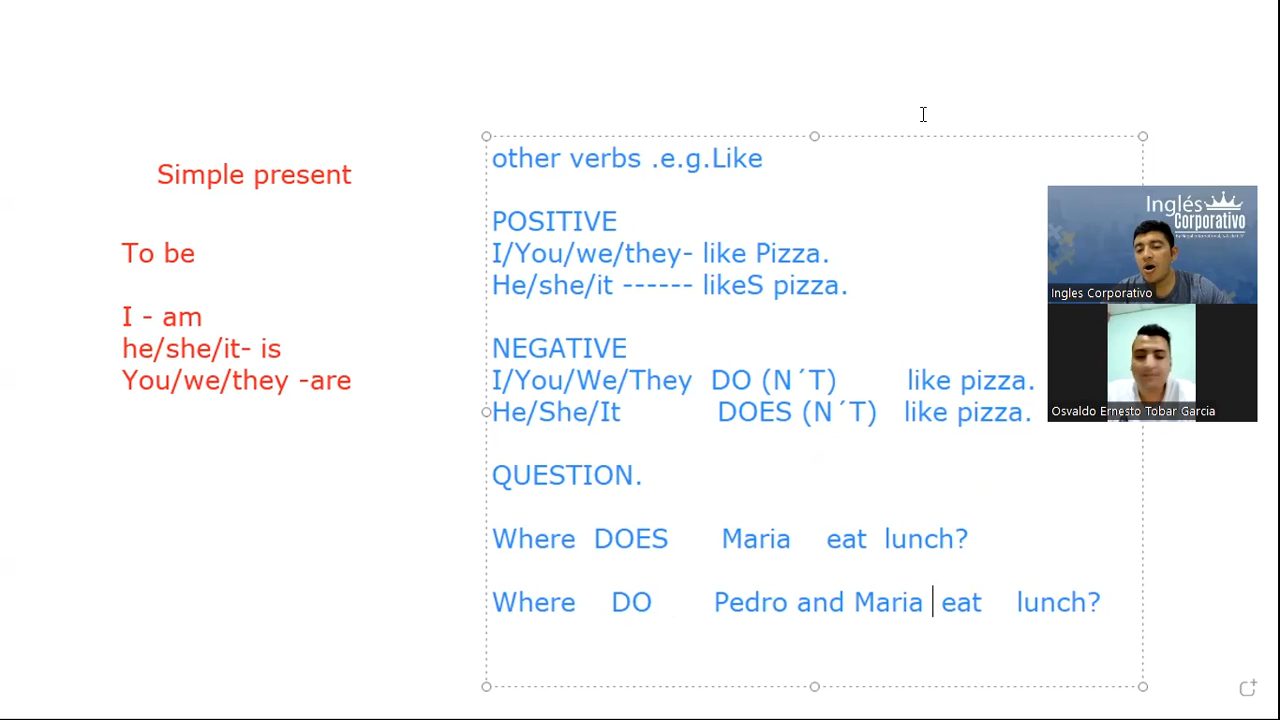 Simple present
To be
I - am
he/she/it- is
You/we/they -are
other verbs .e.g.Like
POSITIVE
I/You/we/they- like Pizza.
He/she/it ------ likeS pizza.
NEGATIVE
I/You/We/They DO (N´T) like pizza.
He/She/It DOES (N´T) like pizza.
QUESTION.
Where DOES Maria eat lunch?
Where DO Pedro and Maria eat lunch?
Inglés
Corporativo
Ingles Corporativo
Osvaldo Ernesto Tobar Garcia